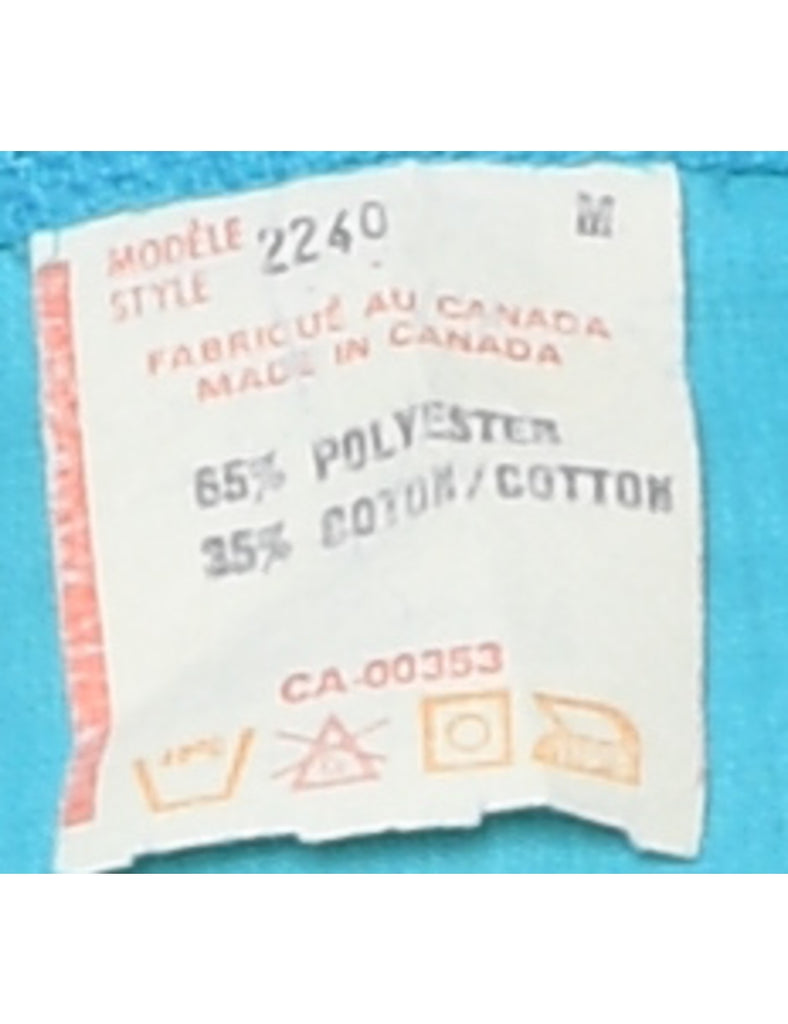 MODÈLE 2240 M
STYLE
FABRIQUÉ AU CANADA
MADE IN CANADA
65% POLYESTER
35% COTON/COTTON
CA-00353